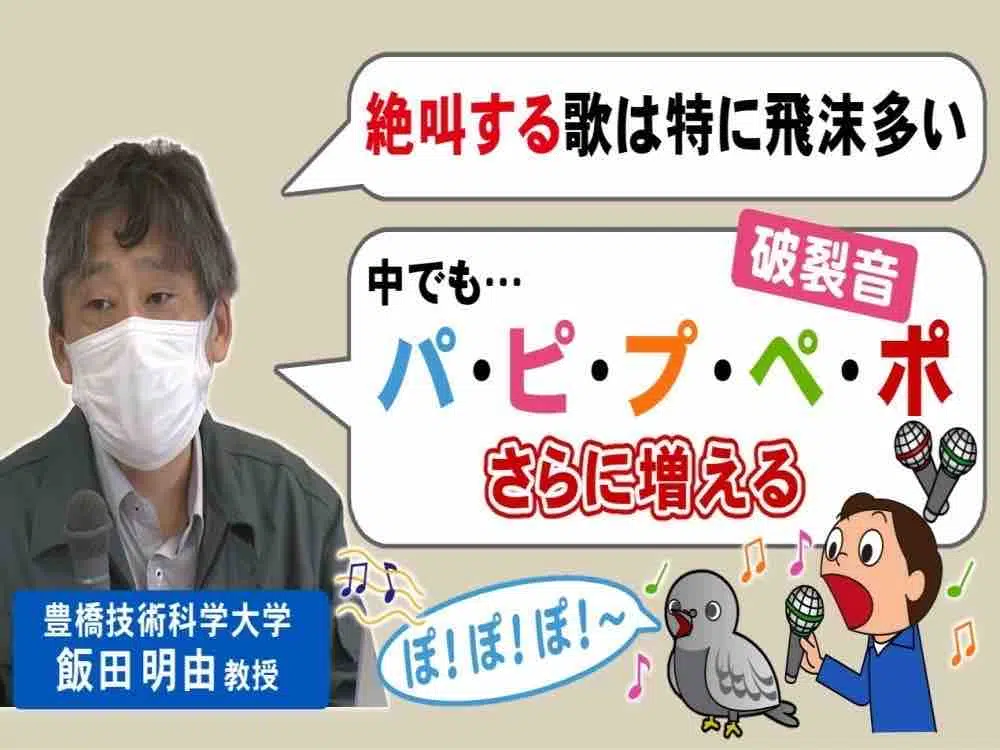 絶叫する歌は特に飛沫多い
破裂音
中でも…
パ・ピ・プ・ペ・ポ
さらに増える
ぽ!ぽ!ぽ!~
豊橋技術科学大学
飯田明由教授